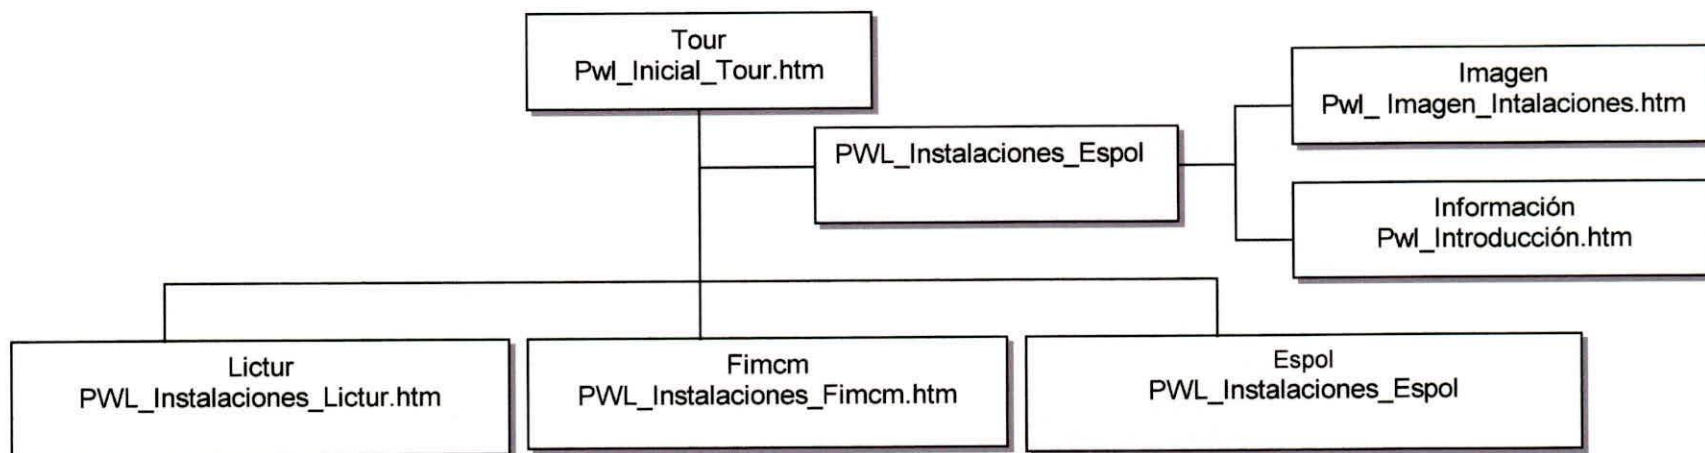 Tour
Pwl_Inicial_Tour.htm
Imagen
Pwl_ Imagen_Intalaciones.htm
PWL_Instalaciones_Espol
Información
Pwl_Introducción.htm
Lictur
PWL_Instalaciones_Lictur.htm
Fimcm
PWL_Instalaciones_Fimcm.htm
Espol
PWL_Instalaciones_Espol